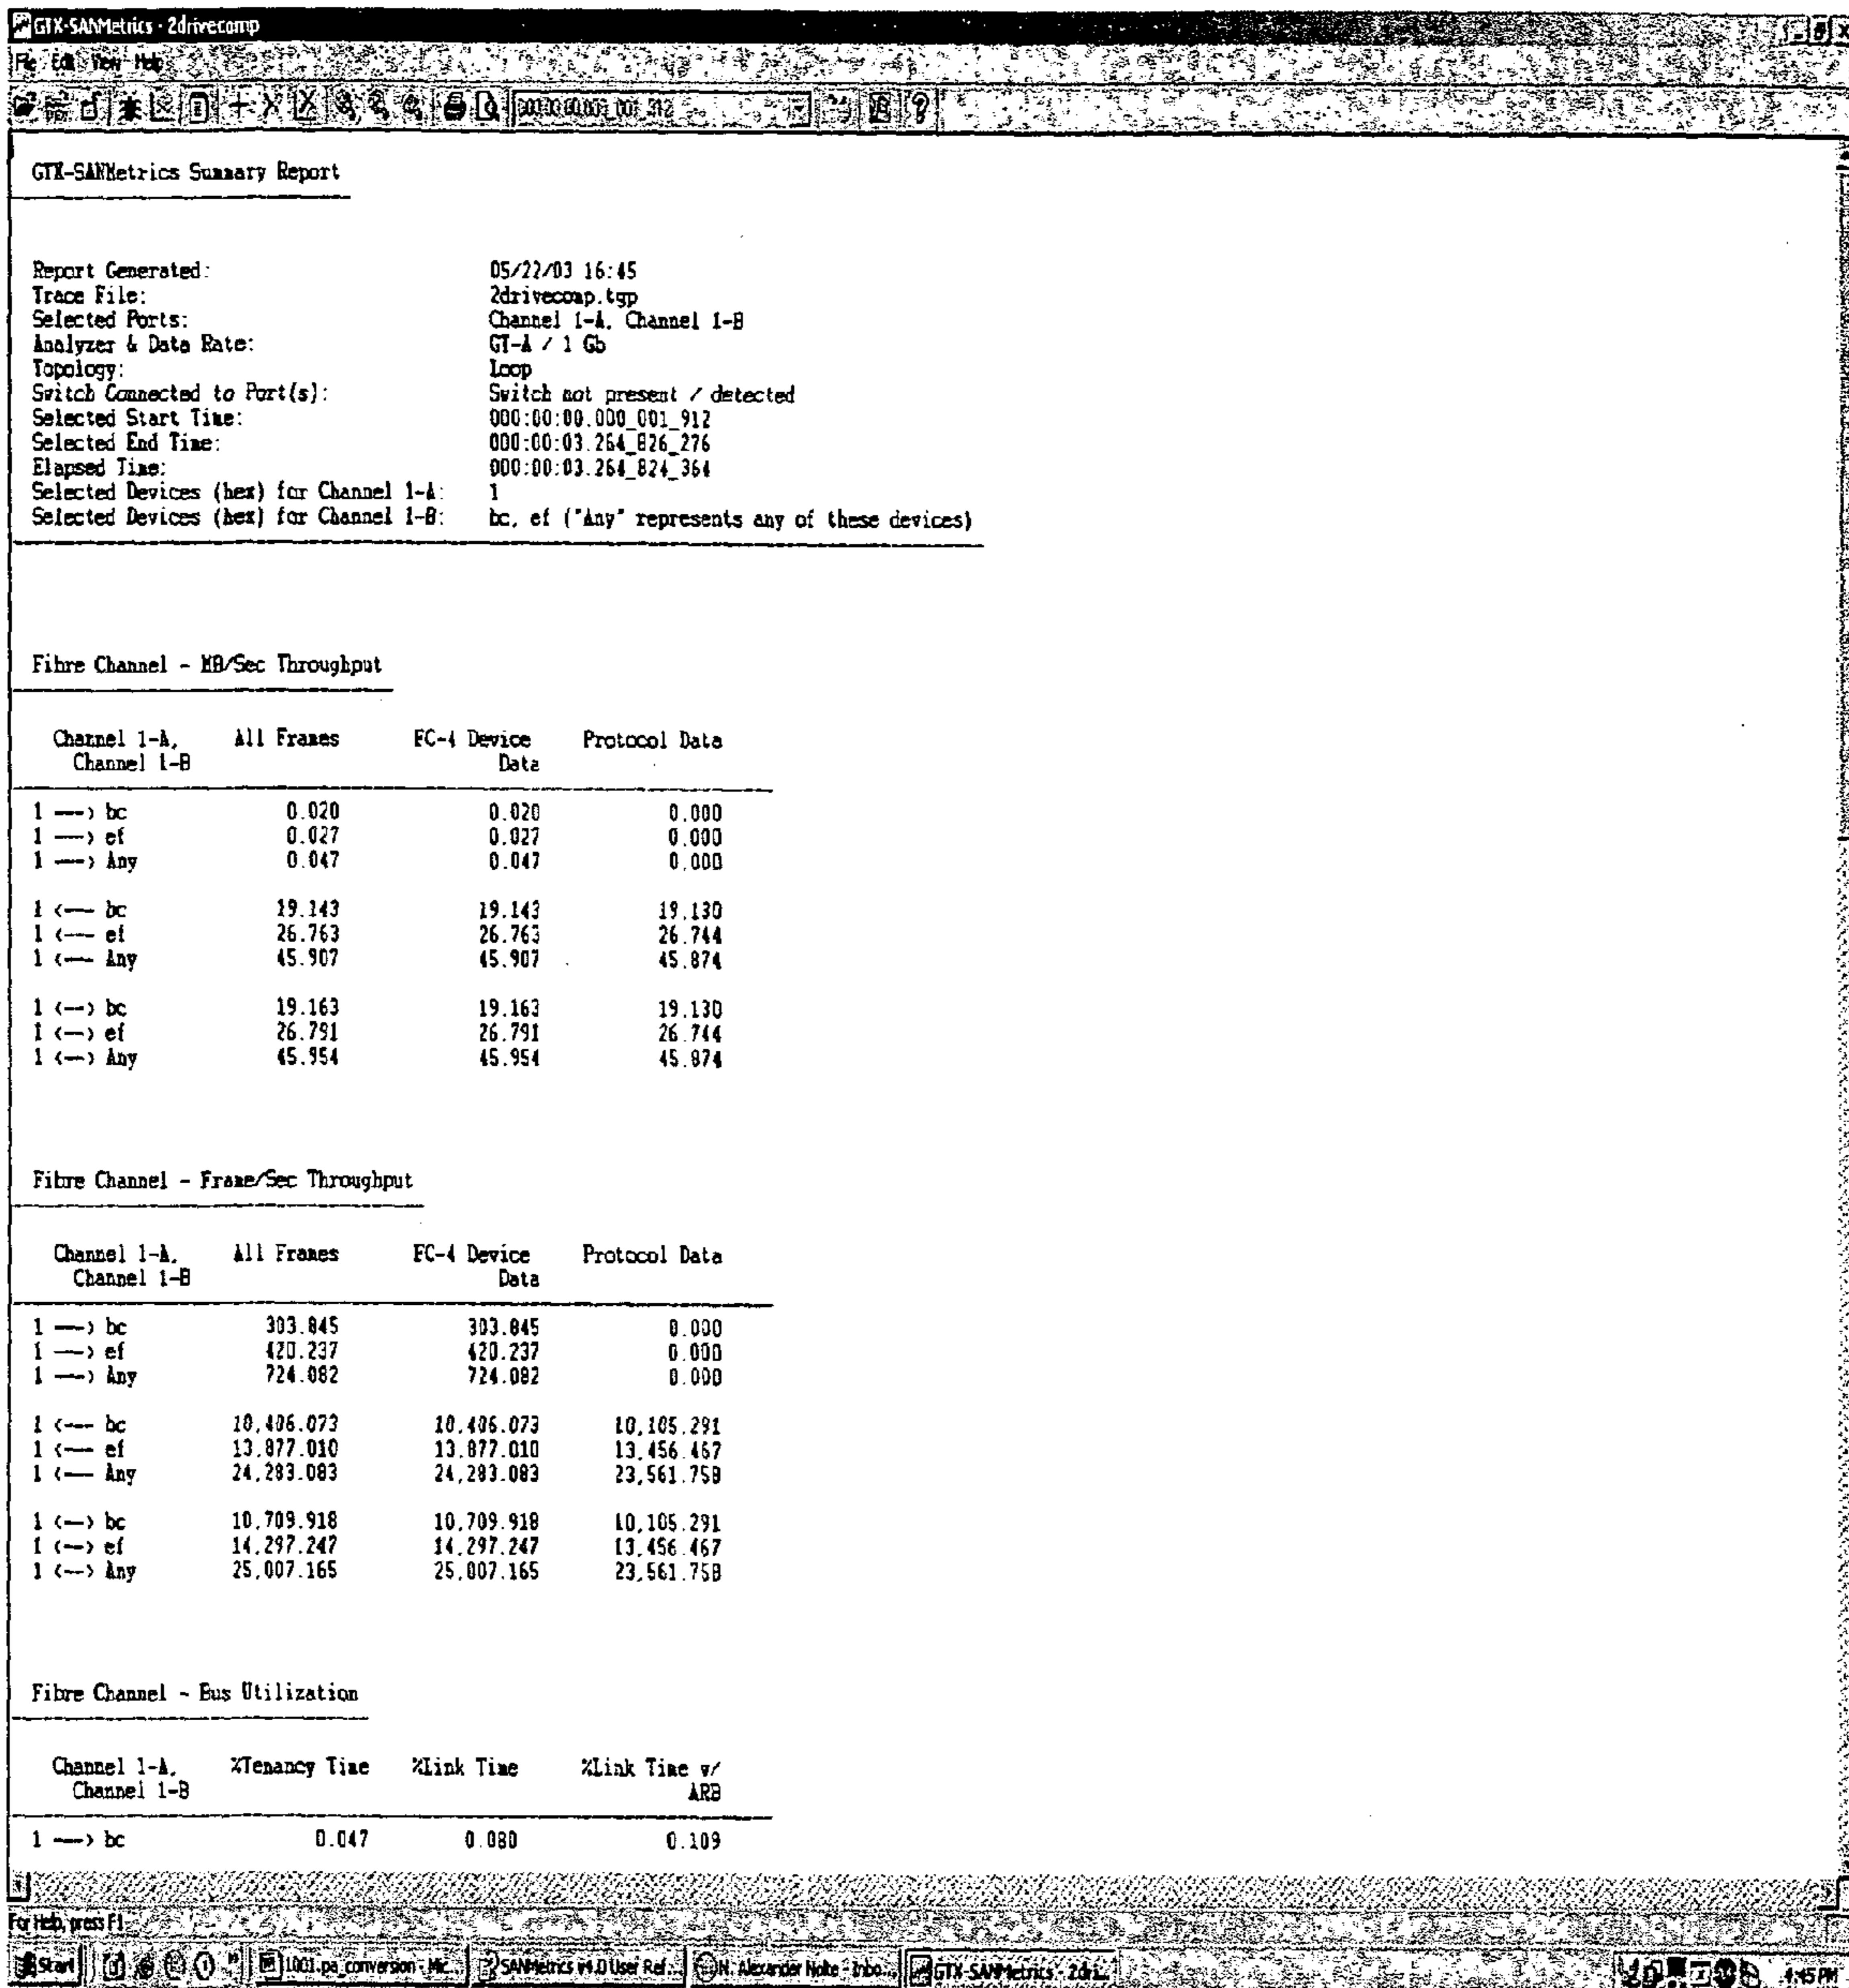 GTX-SANMetrics - 2drivecomp
File Edit View Help
GTX-SANMetrics Summary Report
Report Generated: 05/22/03 16:45
Trace File: 2drivecomp.tgp
Selected Ports: Channel 1-A, Channel 1-B
Analyzer & Data Rate: GT-A / 1 Gb
Topology: Loop
Switch Connected to Port(s): Switch not present / detected
Selected Start Time: 000:00:00.000_001_912
Selected End Time: 000:00:03.264_826_276
Elapsed Time: 000:00:03.264_824_364
Selected Devices (hex) for Channel 1-A: 1
Selected Devices (hex) for Channel 1-B: bc, ef ("Any" represents any of these devices)
Fibre Channel - MB/Sec Throughput
Channel 1-A, All Frames FC-4 Device Protocol Data
Channel 1-B Data
1 ---> bc 0.020 0.020 0.000
1 ---> ef 0.027 0.027 0.000
1 ---> Any 0.047 0.047 0.000
1 <--- bc 19.143 19.143 19.130
1 <--- ef 26.763 26.763 26.744
1 <--- Any 45.907 45.907 45.874
1 <--> bc 19.163 19.163 19.130
1 <--> ef 26.791 26.791 26.744
1 <--> Any 45.954 45.954 45.874
Fibre Channel - Frame/Sec Throughput
Channel 1-A, All Frames FC-4 Device Protocol Data
Channel 1-B Data
1 ---> bc 303.845 303.845 0.000
1 ---> ef 420.237 420.237 0.000
1 ---> Any 724.082 724.082 0.000
1 <--- bc 10,406.073 10,406.073 10,105.291
1 <--- ef 13,877.010 13,877.010 13,456.467
1 <--- Any 24,283.083 24,283.083 23,561.758
1 <--> bc 10,709.918 10,709.918 10,105.291
1 <--> ef 14,297.247 14,297.247 13,456.467
1 <--> Any 25,007.165 25,007.165 23,561.758
Fibre Channel - Bus Utilization
Channel 1-A, %Tenancy Time %Link Time %Link Time w/
Channel 1-B ARB
1 ---> bc 0.047 0.080 0.109
For Help, press F1
Start 1001.pa_conversion - Mic... SANMetrics v4.0 User Ref... N. Alexander Nolte - Inbo... GTX-SANMetrics - 2dri... 4:45 PM